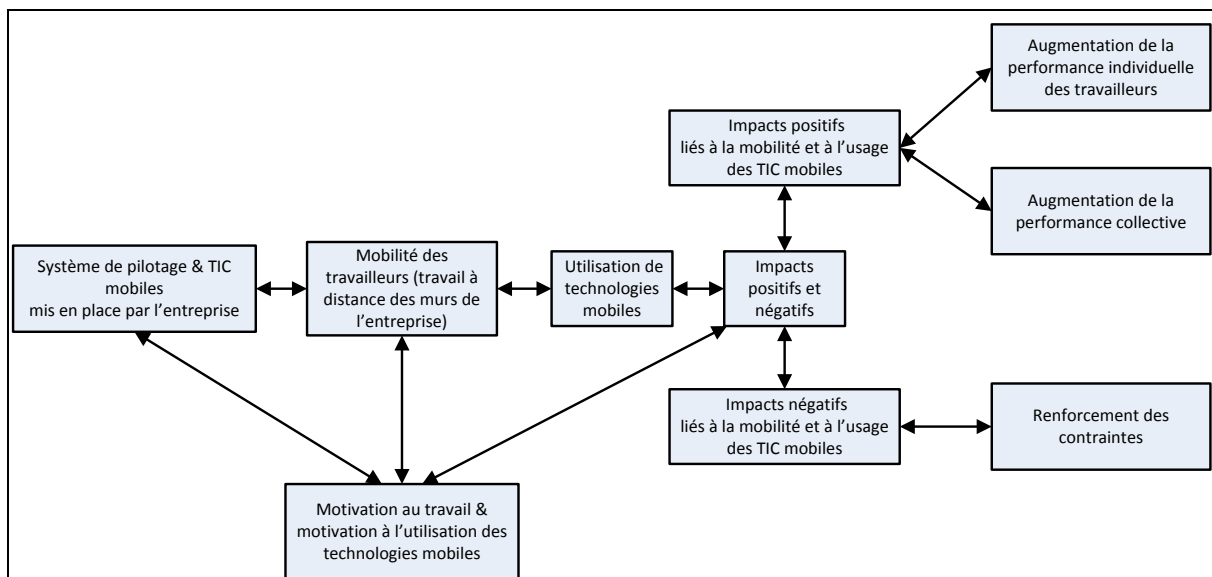 Augmentation de la
performance individuelle
des travailleurs
Impacts positifs
liés à la mobilité et à l’usage
des TIC mobiles
Augmentation de la
performance collective
Système de pilotage & TIC
mobiles
mis en place par l’entreprise
Mobilité des
travailleurs (travail à
distance des murs de
l’entreprise)
Utilisation de
technologies
mobiles
Impacts
positifs et
négatifs
Impacts négatifs
liés à la mobilité et à l’usage
des TIC mobiles
Renforcement des
contraintes
Motivation au travail &
motivation à l’utilisation des
technologies mobiles